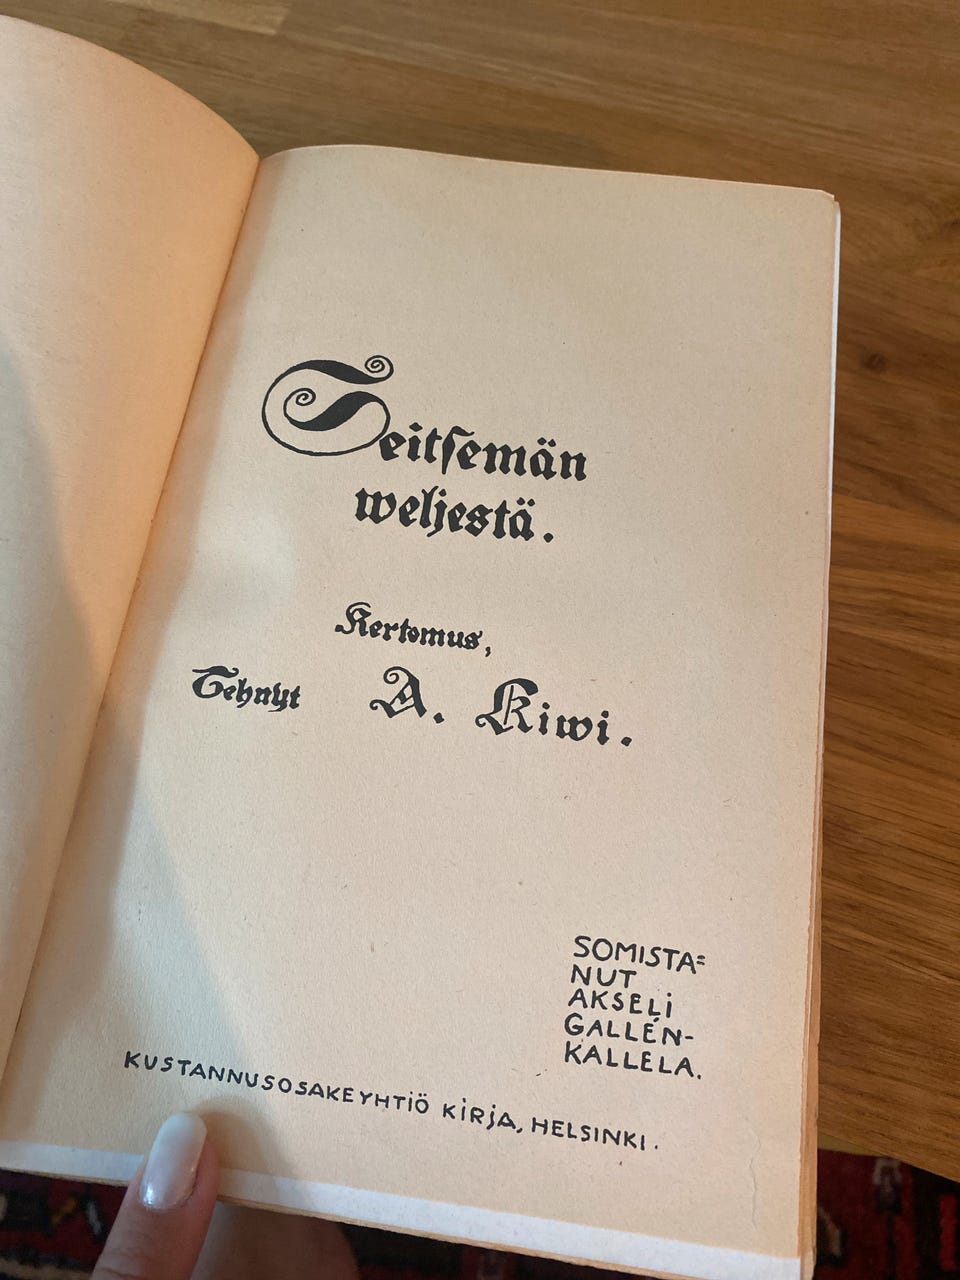 Seitsemän
weljestä.
Kertomus,
Tehnyt A. Kiwi.
SOMISTA=
NUT
AKSELI
GALLÉN-
KALLELA.
KUSTANNUSOSAKEYHTIÖ KIRJA, HELSINKI.